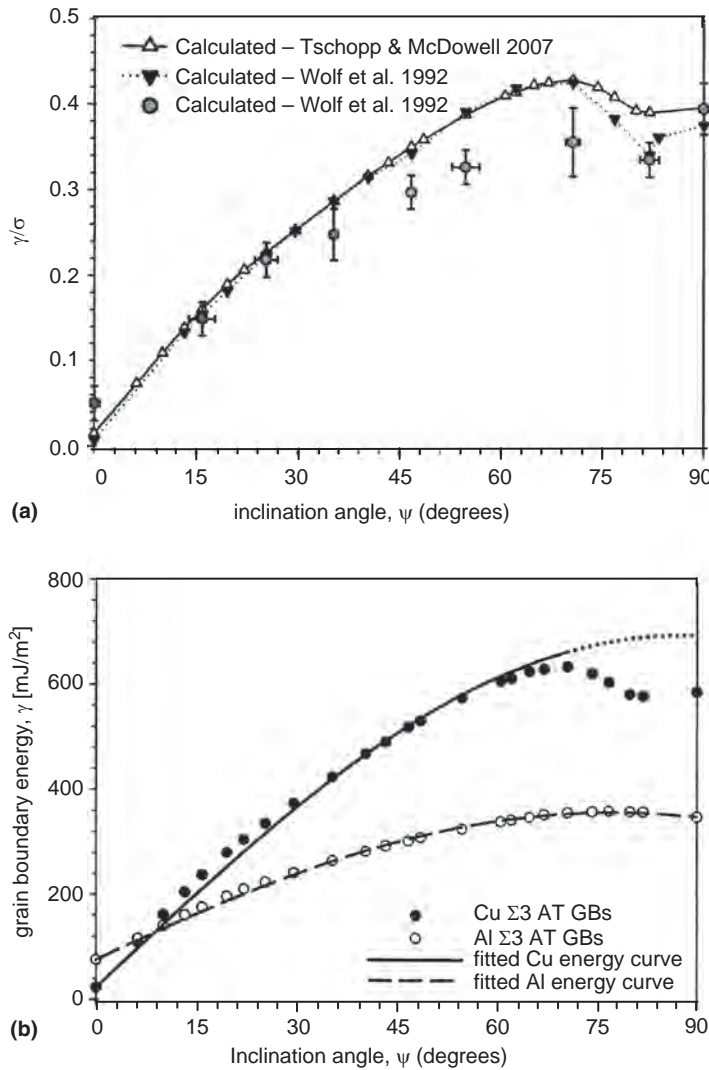 0.5
Calculated – Tschopp & McDowell 2007
Calculated – Wolf et al. 1992
Calculated – Wolf et al. 1992
0.4
0.3
γ/σ
0.2
0.1
0.0
0 15 30 45 60 75 90
(a) inclination angle, ψ (degrees)
800
600
grain boundary energy, γ [mJ/m²]
400
200
Cu Σ3 AT GBs
Al Σ3 AT GBs
fitted Cu energy curve
fitted Al energy curve
0
0 15 30 45 60 75 90
(b) Inclination angle, ψ (degrees)